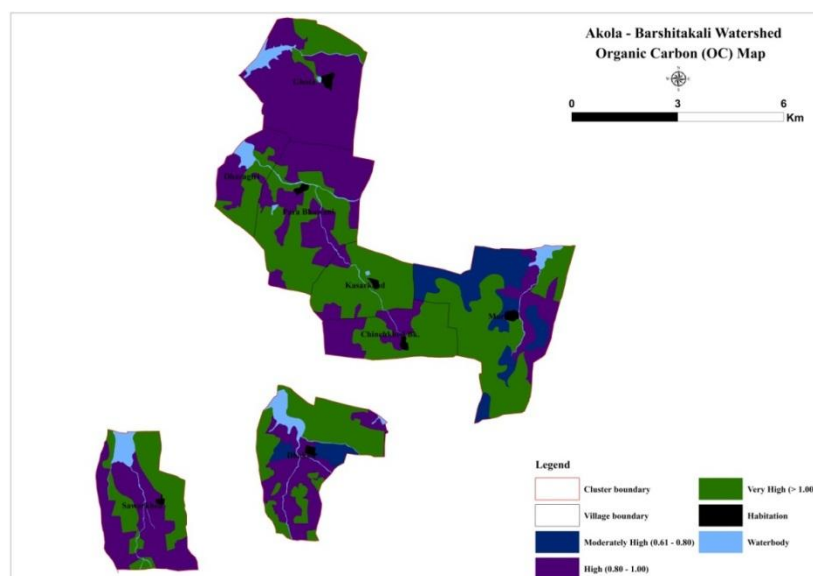 Akola - Barshitakali Watershed
Organic Carbon (OC) Map
0 3 6
Km
Kasarkhed
Legend
Cluster boundary
Village boundary
Moderately High (0.61 - 0.80)
High (0.80 - 1.00)
Very High (> 1.00
Habitation
Waterbody